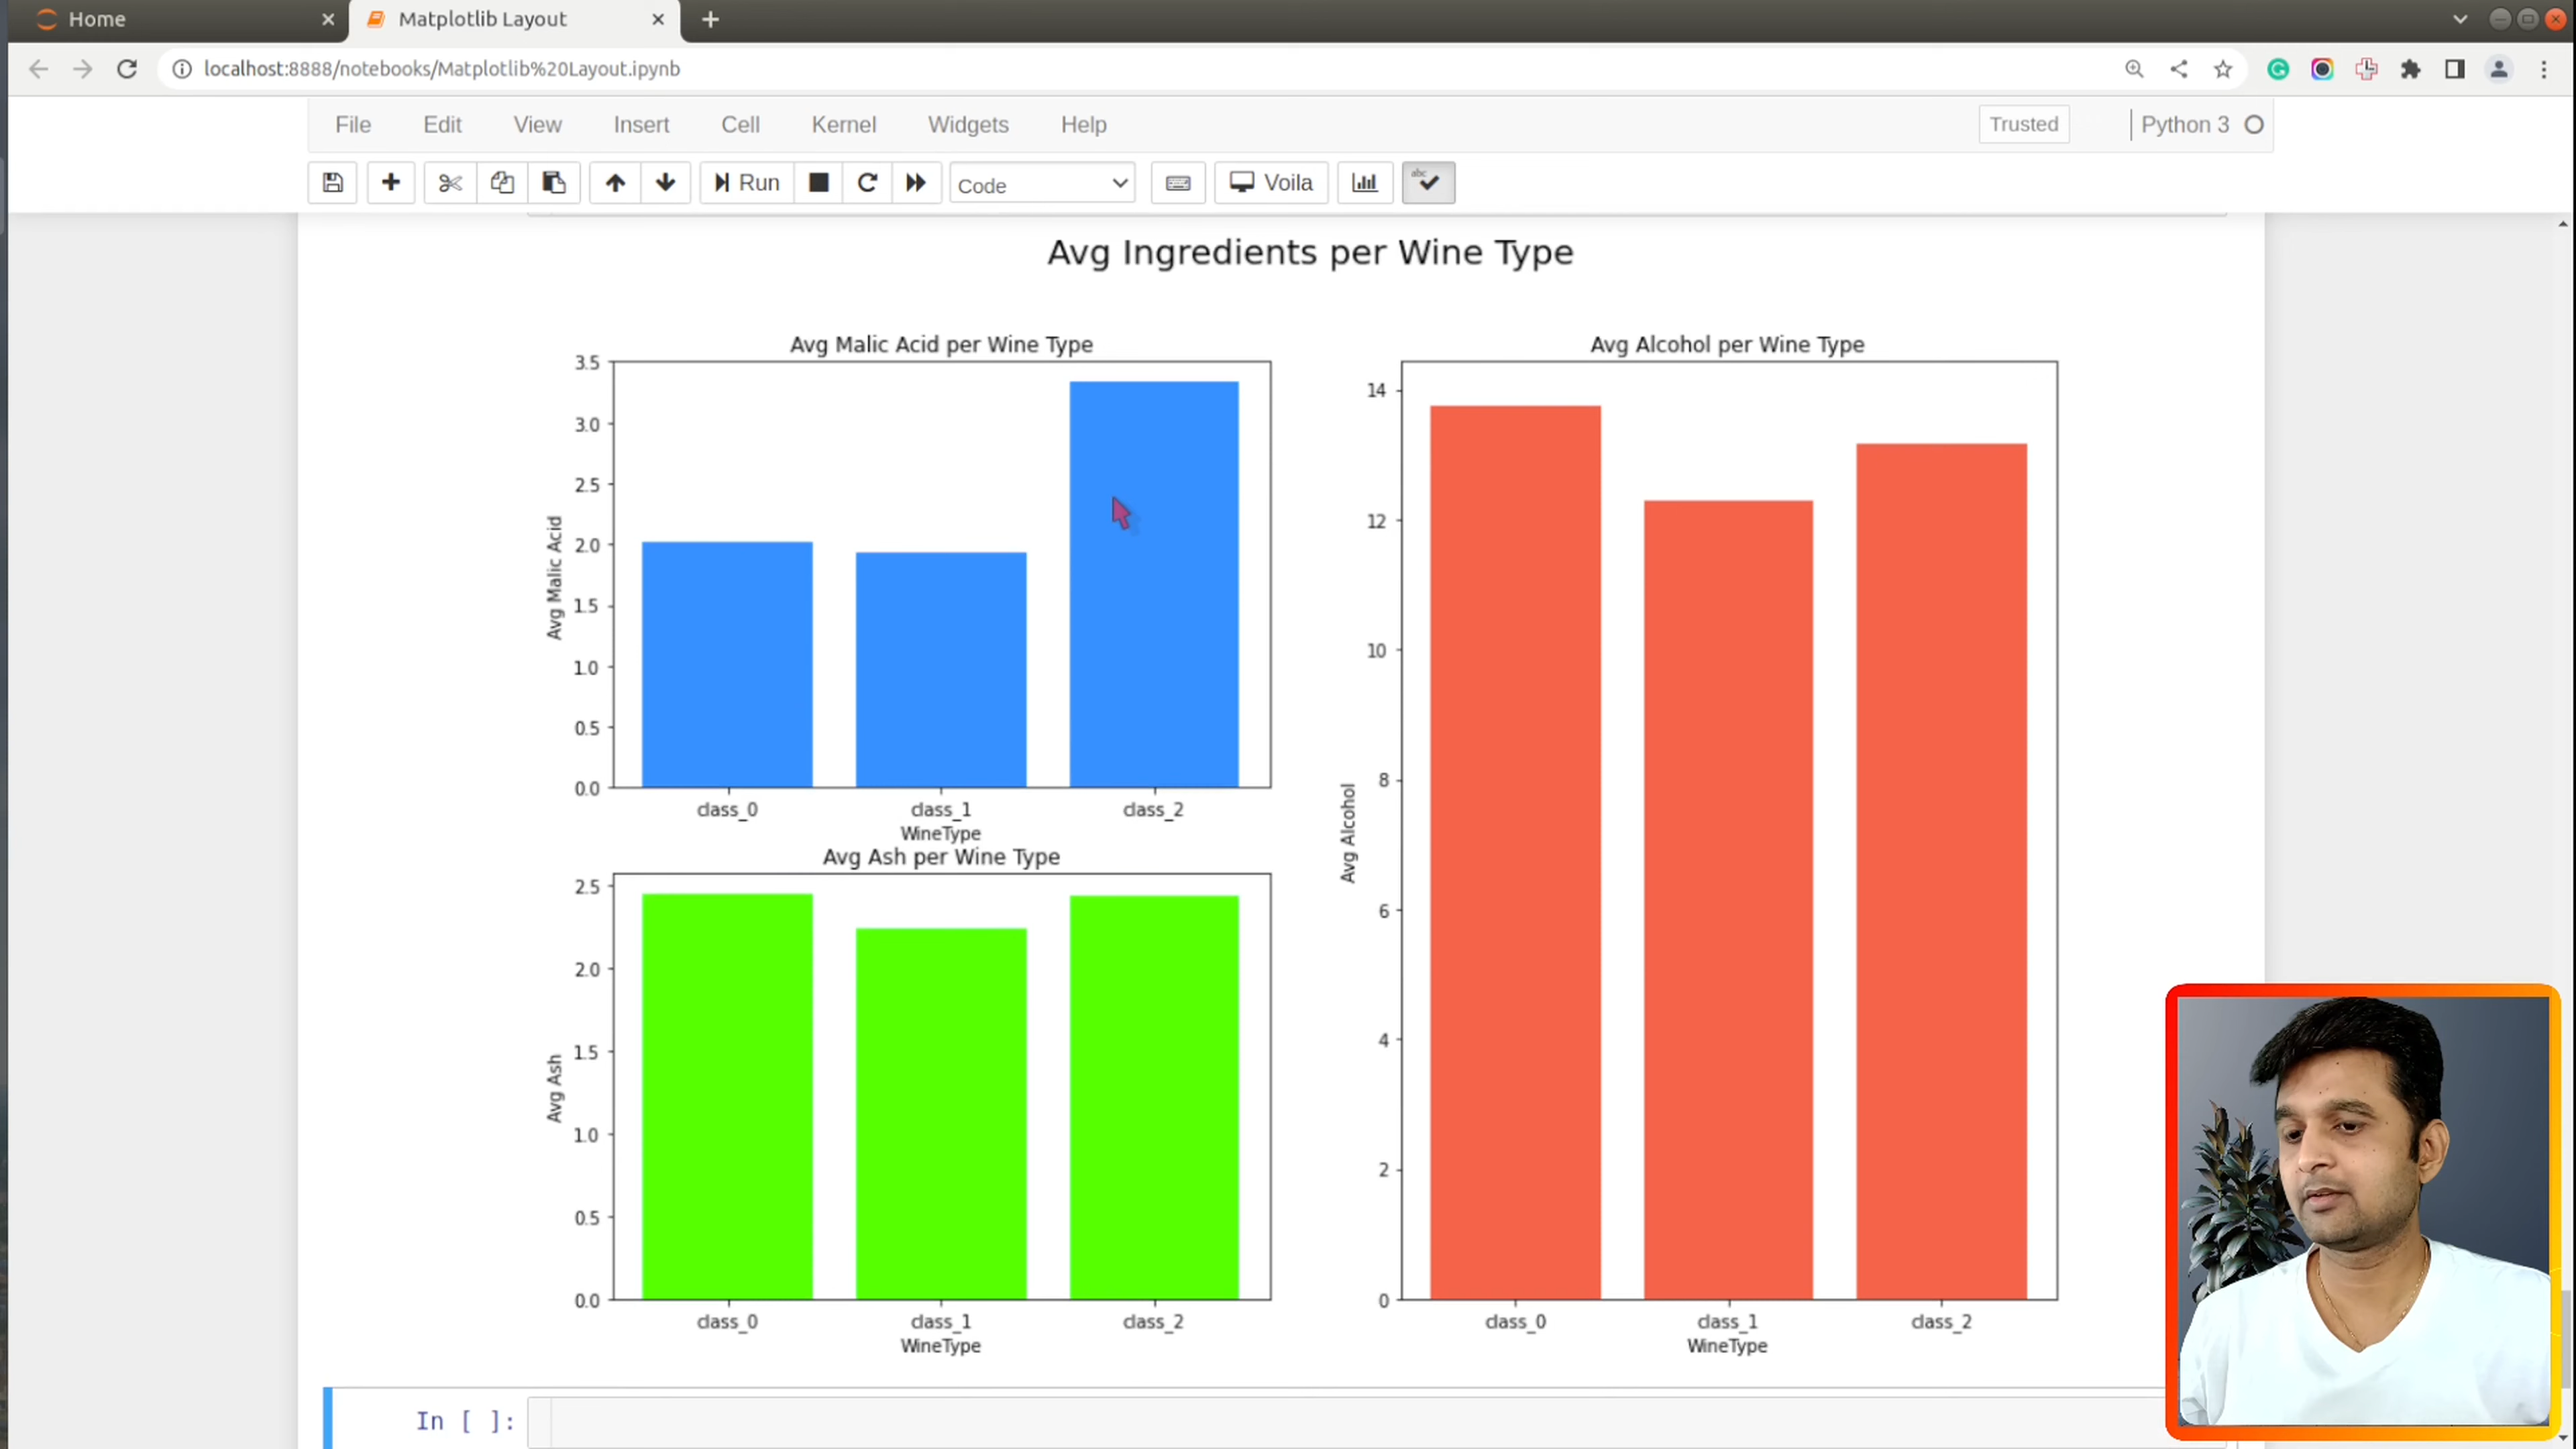 Home
Matplotlib Layout
localhost:8888/notebooks/Matplotlib%20Layout.ipynb
File Edit View Insert Cell Kernel Widgets Help
Trusted
Python 3
Run
Code
Voila
abc
Avg Ingredients per Wine Type
Avg Malic Acid per Wine Type
3.5
3.0
2.5
2.0
1.5
1.0
0.5
0.0
Avg Malic Acid
class_0 class_1 class_2
WineType
Avg Ash per Wine Type
2.5
2.0
1.5
1.0
0.5
0.0
Avg Ash
class_0 class_1 class_2
WineType
Avg Alcohol per Wine Type
14
12
10
8
6
4
2
0
Avg Alcohol
class_0 class_1 class_2
WineType
In [ ]: